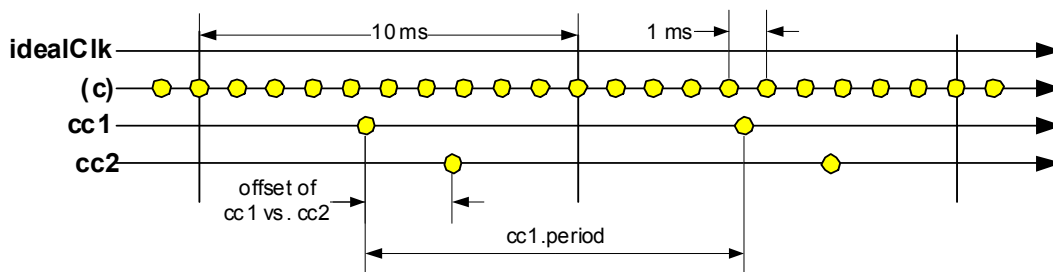 10 ms
1 ms
idealClk
(c)
cc1
cc2
offset of
cc1 vs. cc2
cc1.period